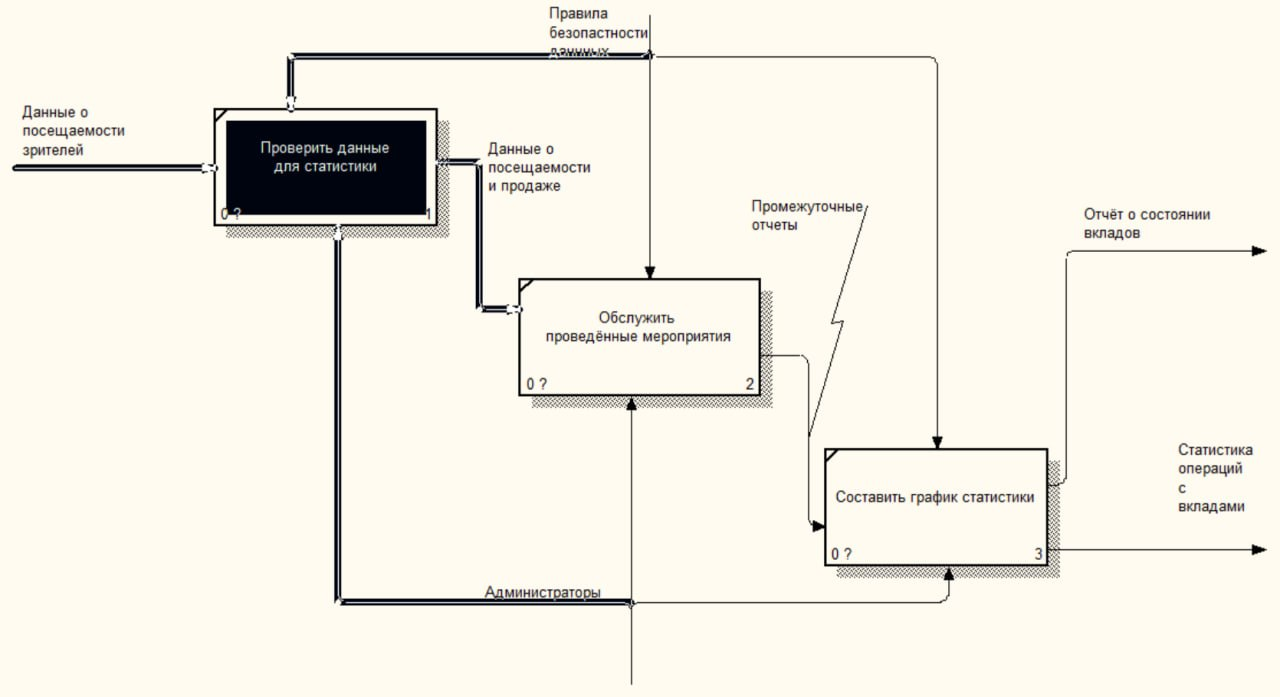 Правила
безопастности
даннных
Данные о
посещаемости
зрителей
Проверить данные
для статистики
0 ?
1
Данные о
посещаемости
и продаже
Промежуточные
отчеты
Отчёт о состоянии
вкладов
Обслужить
проведённые мероприятия
0 ?
2
Статистика
операций
с
вкладами
Составить график статистики
0 ?
3
Администраторы